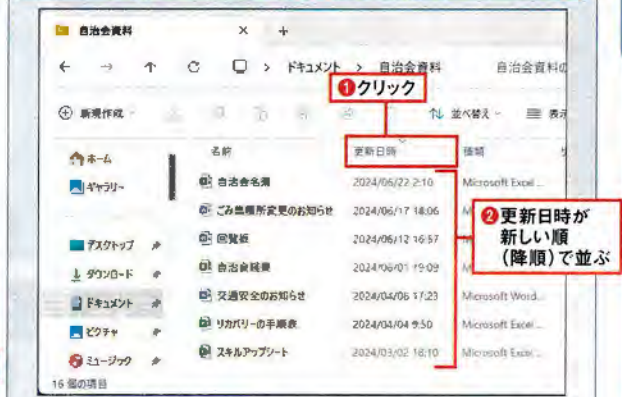 自治会資料 × +
← → ↑ > ドキュメント > 自治会資料 自治会資料の
❶クリック
新規作成 並べ替え 表示
名前 更新日時 種類
ホーム
ギャラリー
デスクトップ
ダウンロード
ドキュメント
ピクチャ
ミュージック
自治会名簿 2024/06/22 2:10 Microsoft Excel ...
ごみ集積所変更のお知らせ 2024/06/17 18:06
回覧板 2024/06/12 16:57
自治会経費 2024/06/01 19:09
交通安全のお知らせ 2024/04/06 17:23 Microsoft Word...
リカバリーの手順表 2024/04/04 9:50 Microsoft Excel ...
スキルアップシート 2024/03/02 18:10 Microsoft Excel ...
❷更新日時が
新しい順
(降順)で並ぶ
16 個の項目